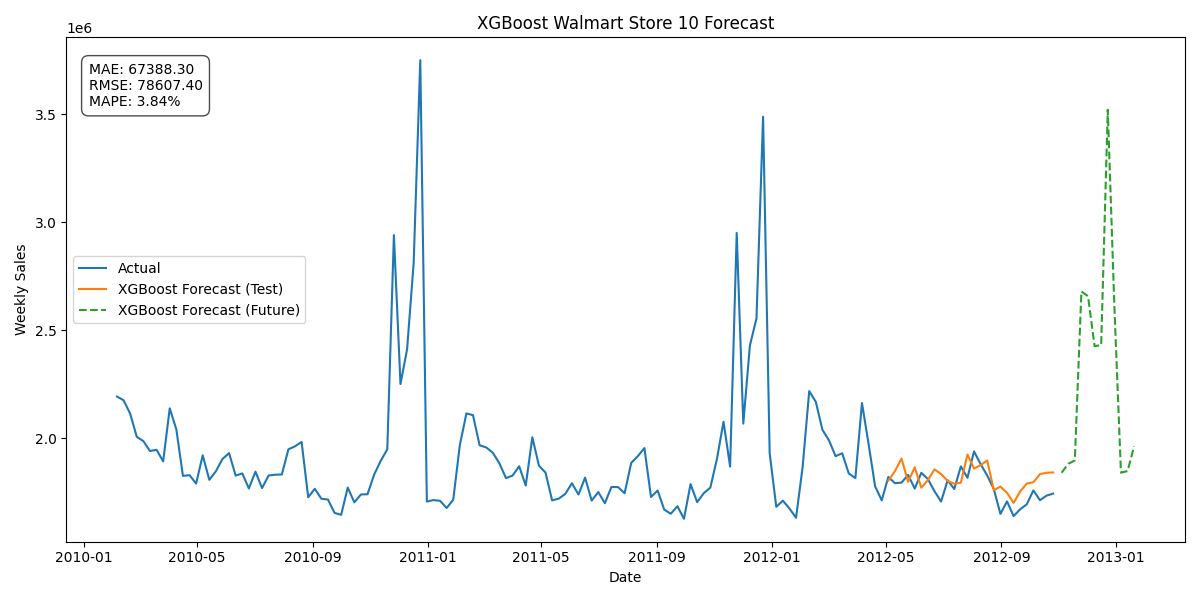 XGBoost Walmart Store 10 Forecast
1e6
MAE: 67388.30
RMSE: 78607.40
MAPE: 3.84%
3.5
3.0
2.5
2.0
Weekly Sales
Actual
XGBoost Forecast (Test)
XGBoost Forecast (Future)
2010-01 2010-05 2010-09 2011-01 2011-05 2011-09 2012-01 2012-05 2012-09 2013-01
Date